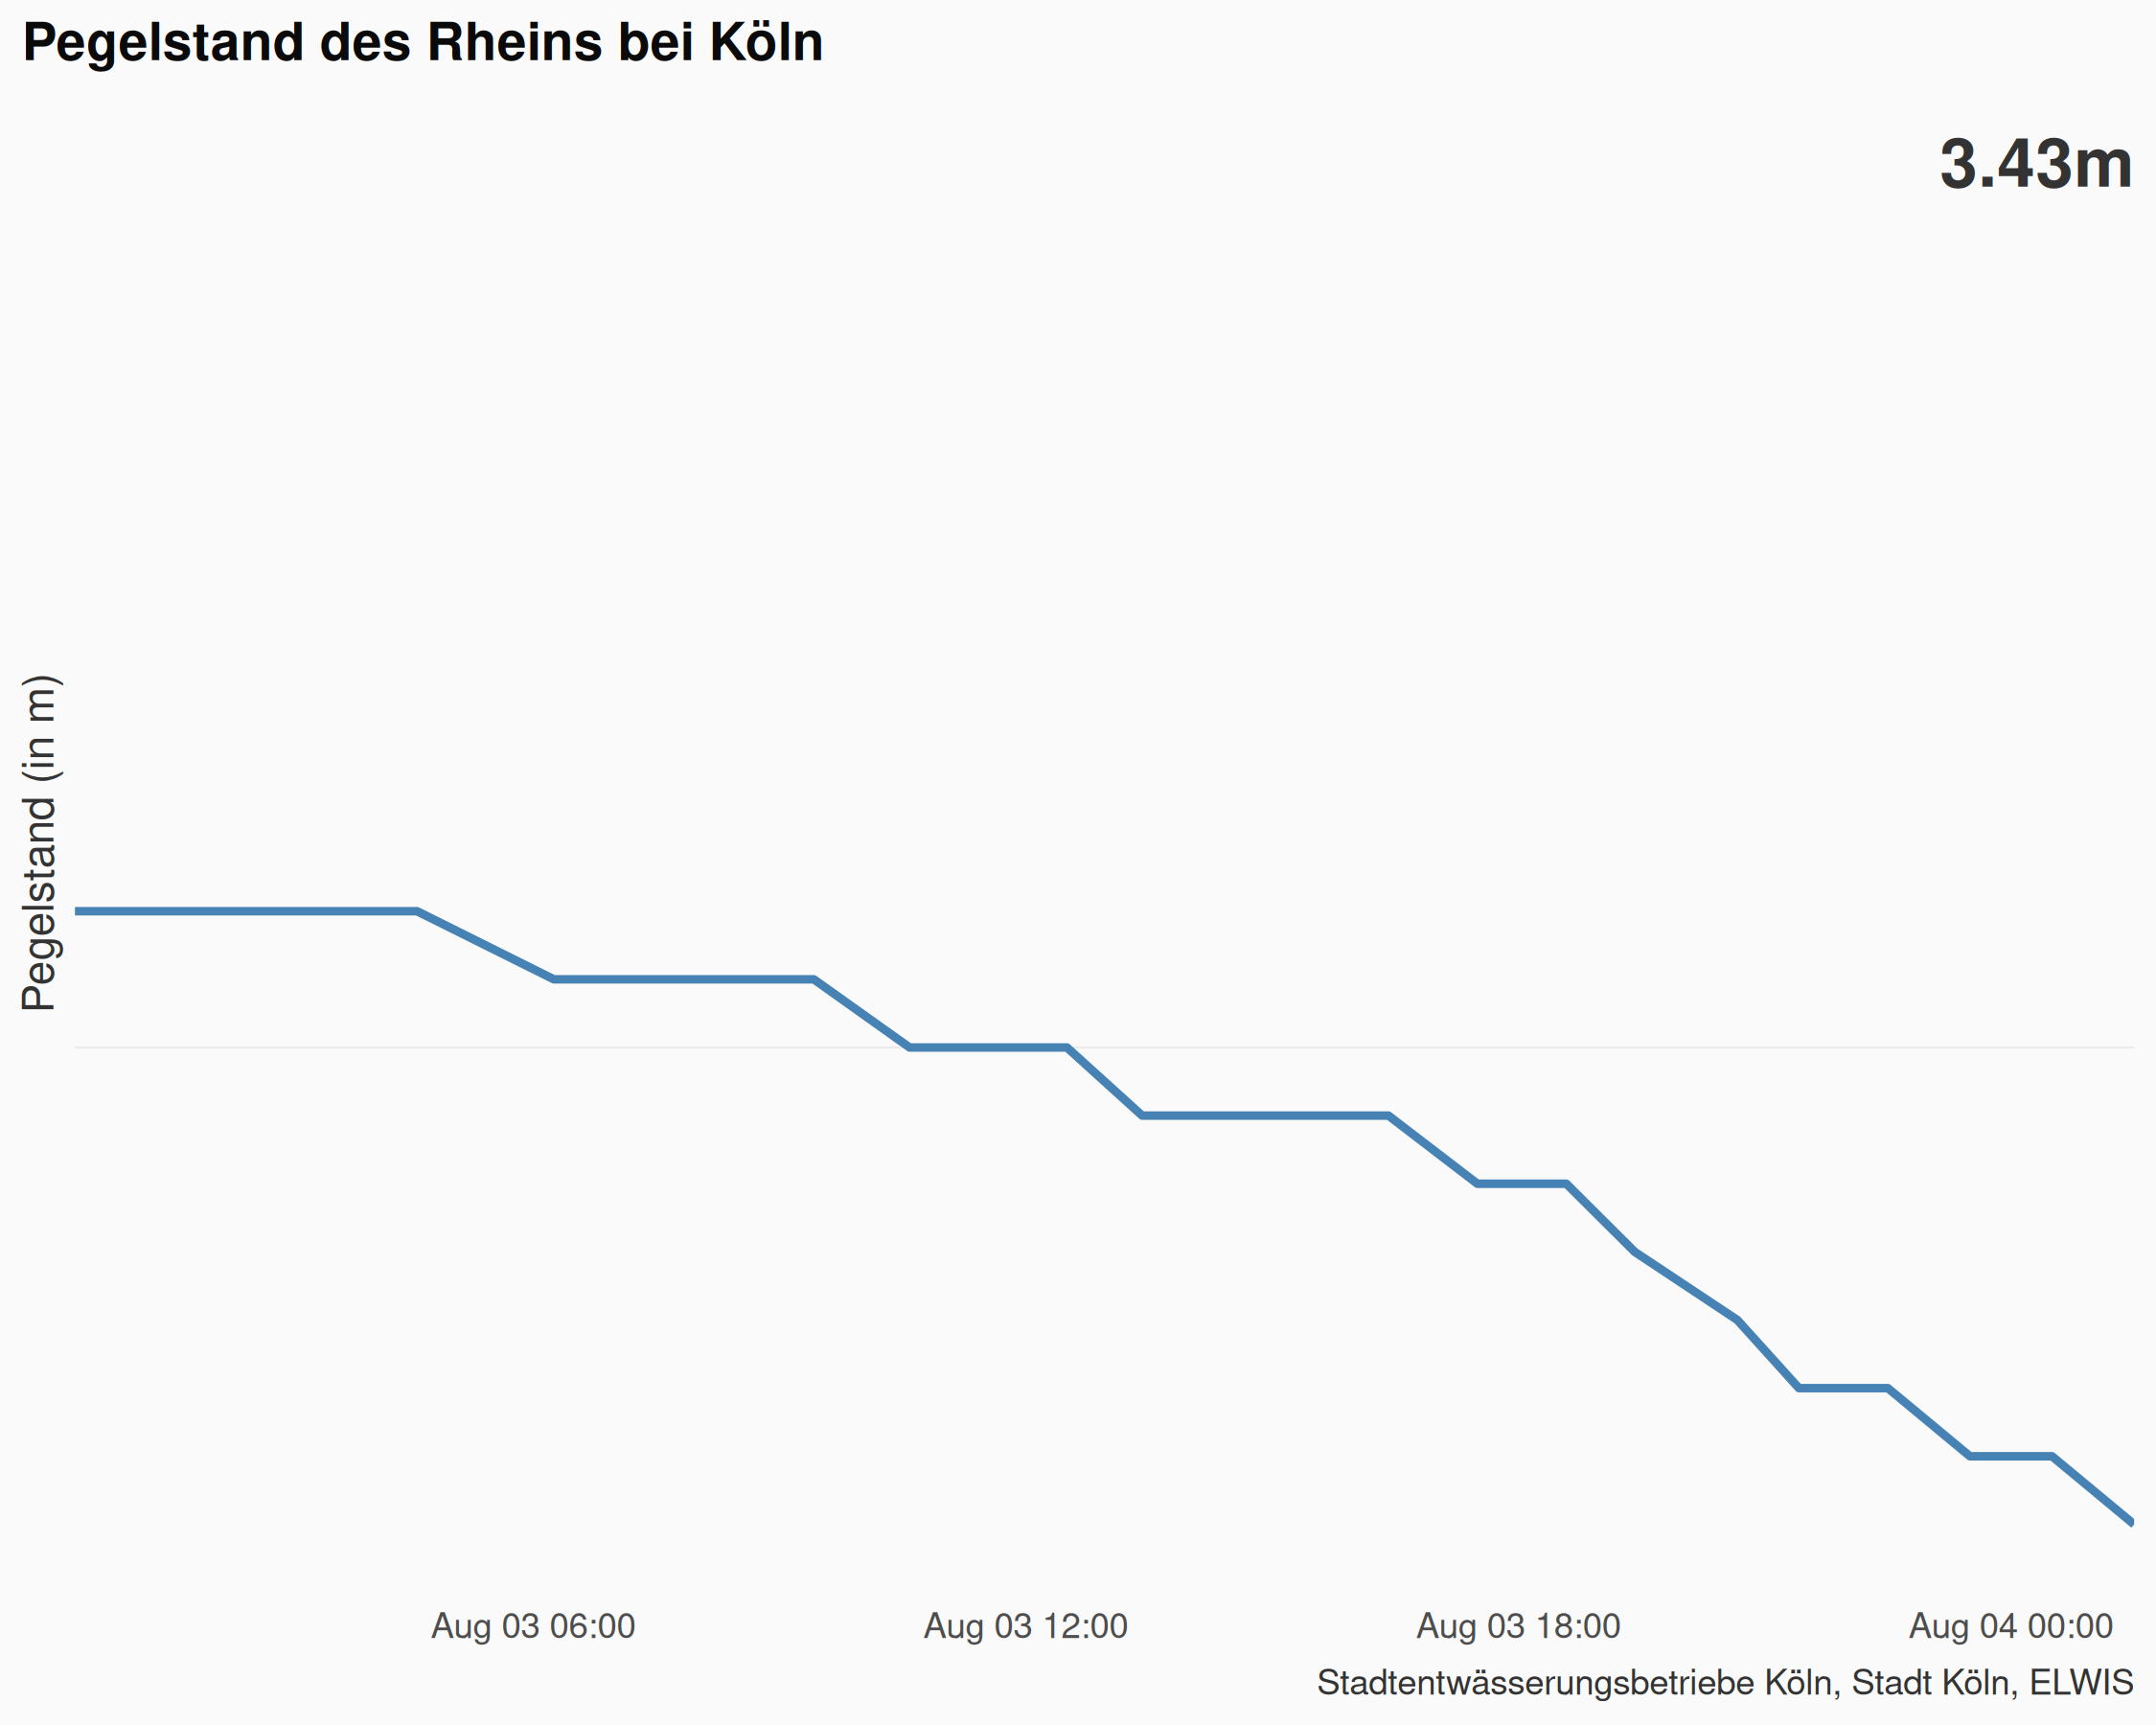 Pegelstand des Rheins bei Köln
3.43m
Pegelstand (in m)
Aug 03 06:00 Aug 03 12:00 Aug 03 18:00 Aug 04 00:00
Stadtentwässerungsbetriebe Köln, Stadt Köln, ELWIS